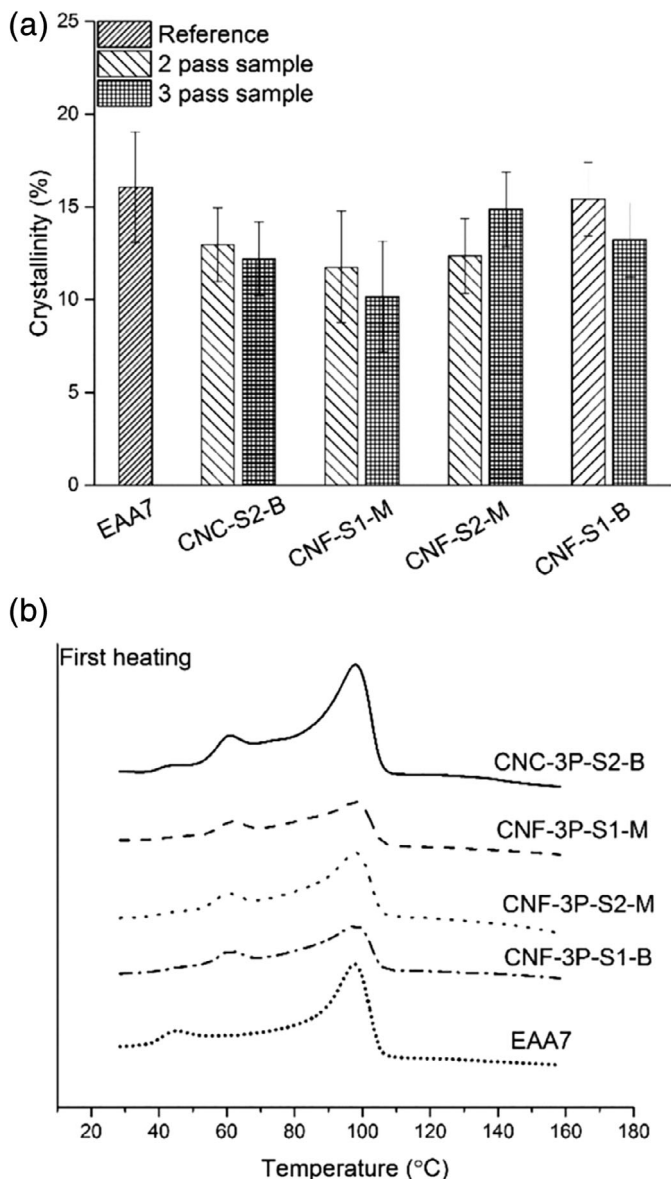 (a)
25
20
15
10
5
0
Crystallinity (%)
Reference
2 pass sample
3 pass sample
EAA7
CNC-S2-B
CNF-S1-M
CNF-S2-M
CNF-S1-B
(b)
First heating
CNC-3P-S2-B
CNF-3P-S1-M
CNF-3P-S2-M
CNF-3P-S1-B
EAA7
20 40 60 80 100 120 140 160 180
Temperature (°C)